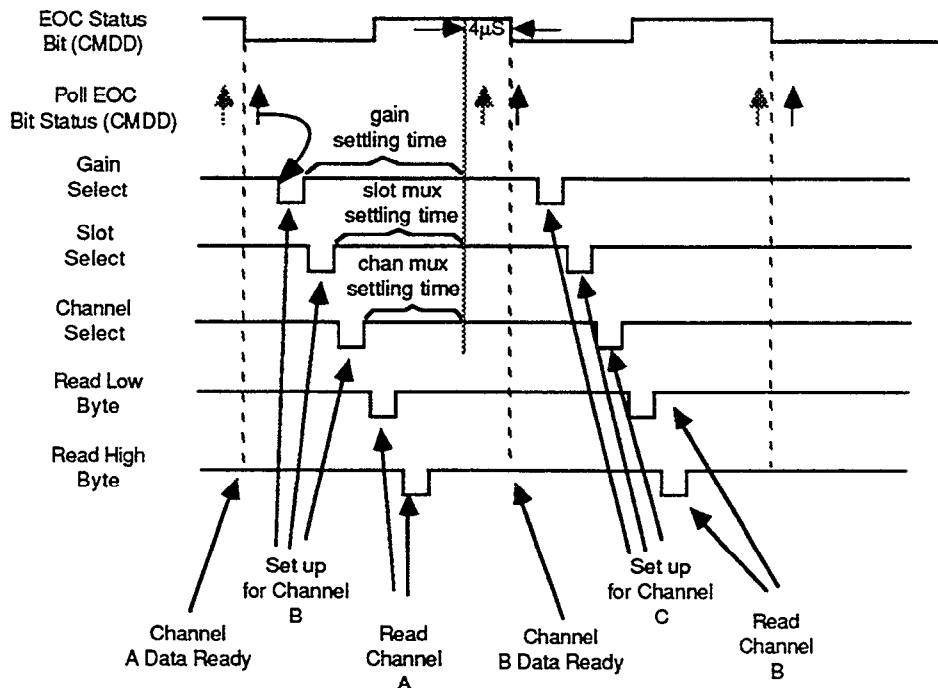 EOC Status
Bit (CMDD)
4µS
Poll EOC
Bit Status (CMDD)
gain
settling time
Gain
Select
slot mux
settling time
Slot
Select
chan mux
settling time
Channel
Select
Read Low
Byte
Read High
Byte
Set up
for Channel
B
Set up
for Channel
C
Channel
A Data Ready
Read
Channel
A
Channel
B Data Ready
Read
Channel
B